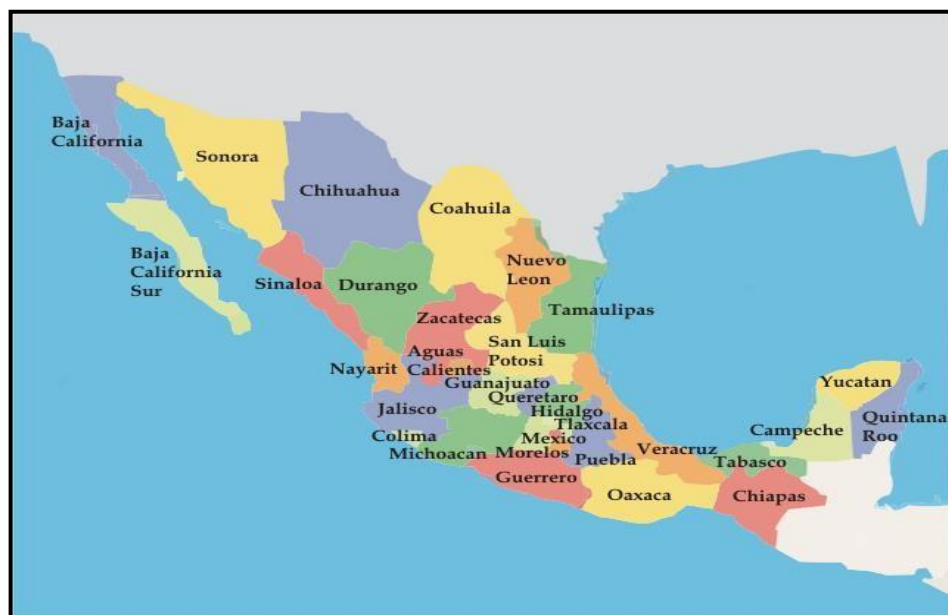 Baja
California
Sonora
Chihuahua
Coahuila
Baja
California
Sur
Sinaloa
Durango
Nuevo
Leon
Tamaulipas
Zacatecas
San Luis
Potosi
Nayarit
Aguas
Calientes
Guanajuato
Queretaro
Jalisco
Hidalgo
Tlaxcala
Colima
Michoacan
Mexico
Morelos
Puebla
Veracruz
Guerrero
Oaxaca
Tabasco
Chiapas
Campeche
Yucatan
Quintana
Roo